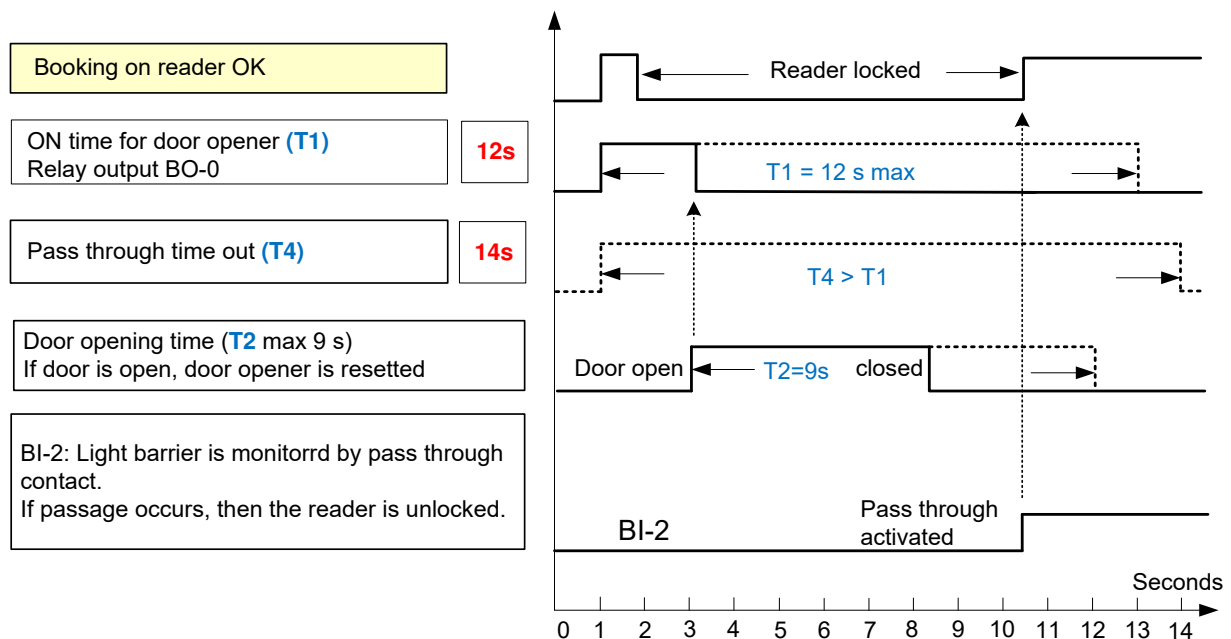 Booking on reader OK
Reader locked
ON time for door opener (T1)
Relay output BO-0
12s
T1 = 12 s max
Pass through time out (T4)
14s
T4 > T1
Door opening time (T2 max 9 s)
If door is open, door opener is resetted
Door open
T2=9s
closed
BI-2: Light barrier is monitorrd by pass through
contact.
If passage occurs, then the reader is unlocked.
BI-2
Pass through
activated
Seconds
0 1 2 3 4 5 6 7 8 9 10 11 12 13 14